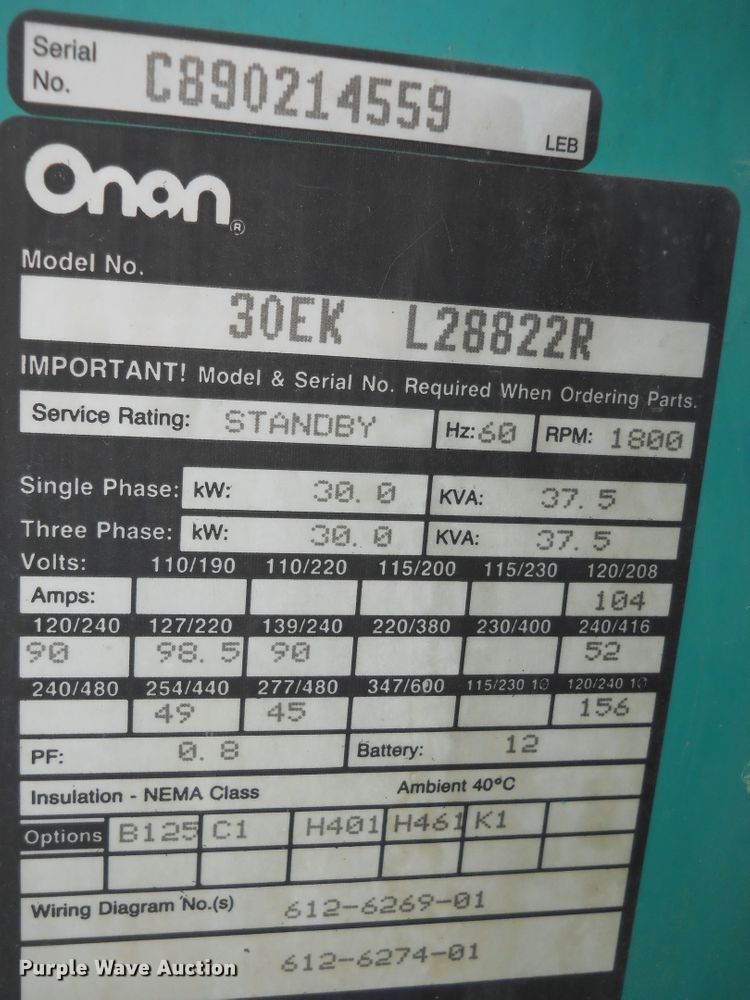 Serial No. C890214559
LEB
Onan®
Model No.
30EK L28822R
IMPORTANT! Model & Serial No. Required When Ordering Parts.
Service Rating: STANDBY Hz: 60 RPM: 1800
Single Phase: kW: 30.0 KVA: 37.5
Three Phase: kW: 30.0 KVA: 37.5
Volts: 110/190 110/220 115/200 115/230 120/208
Amps: 104
120/240 127/220 139/240 220/380 230/400 240/416
90 98.5 90 52
240/480 254/440 277/480 347/600 115/230 1Ø 120/240 1Ø
49 45 156
PF: 0.8 Battery: 12
Insulation - NEMA Class Ambient 40°C
Options B125 C1 H401 H461 K1
Wiring Diagram No.(s) 612-6269-01
612-6274-01
Purple Wave Auction